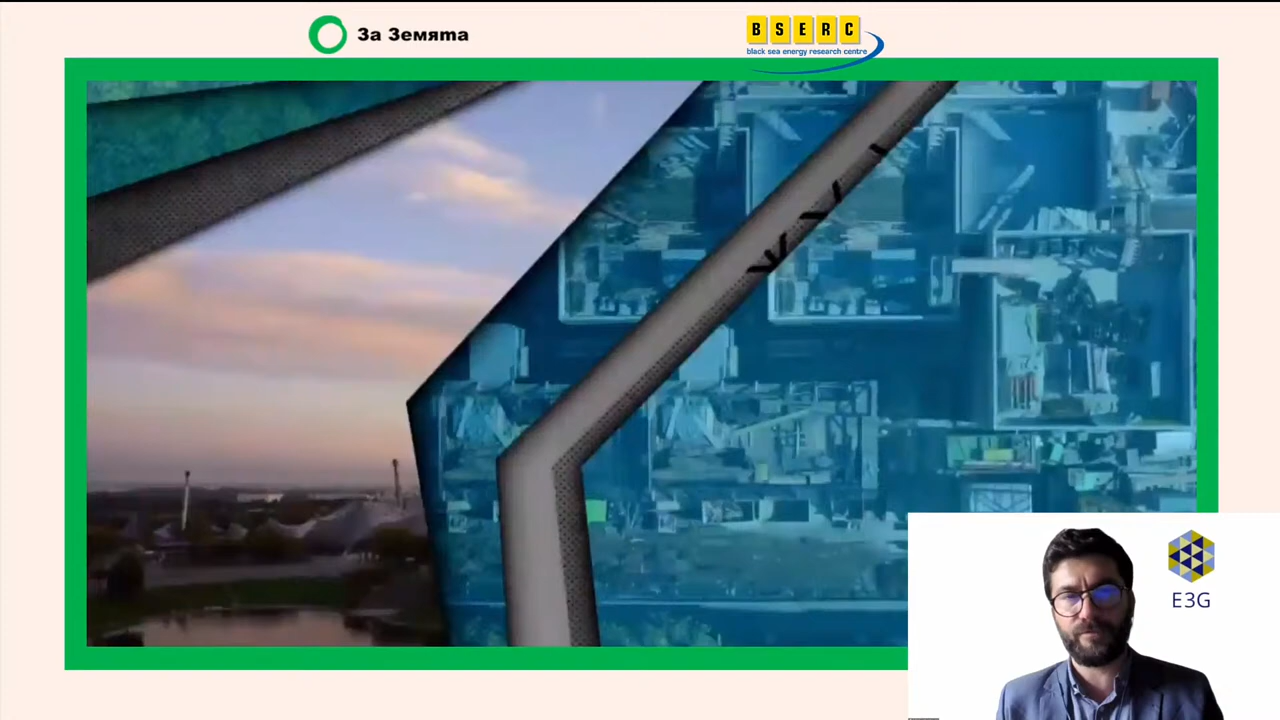 За Земята
BSERC
black sea energy research centre
E3G